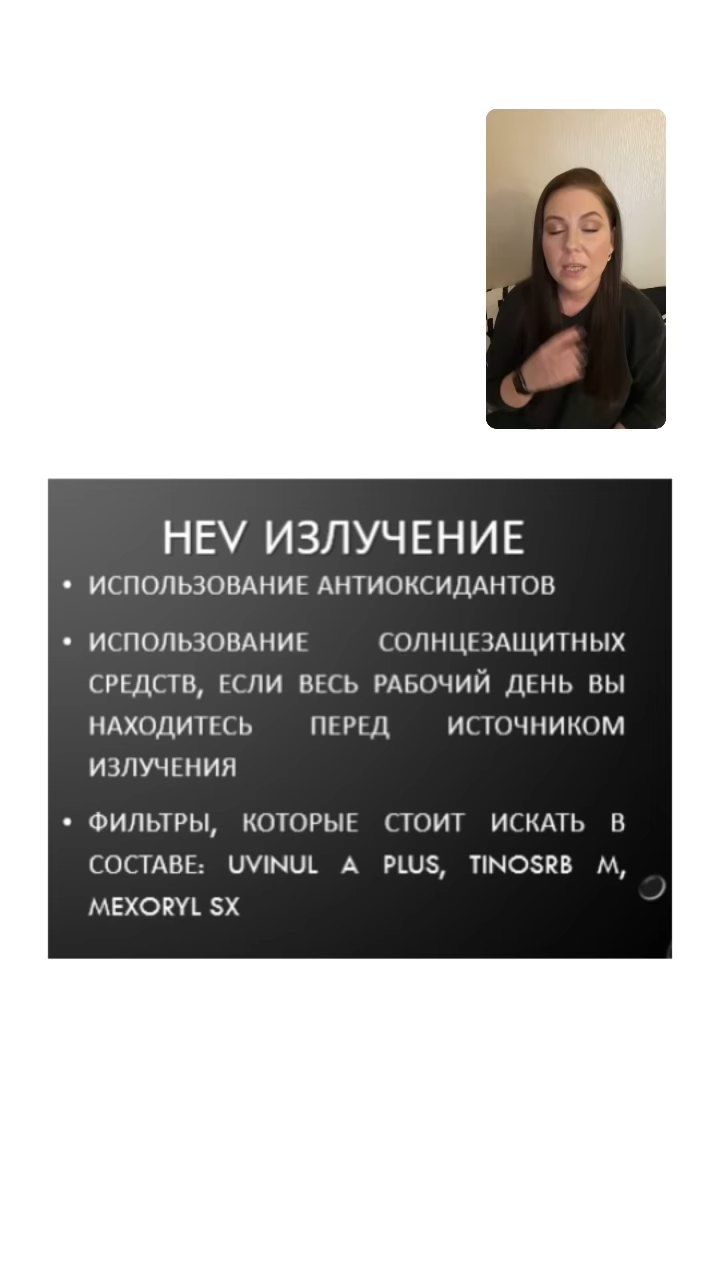 HEV ИЗЛУЧЕНИЕ
• ИСПОЛЬЗОВАНИЕ АНТИОКСИДАНТОВ
• ИСПОЛЬЗОВАНИЕ СОЛНЦЕЗАЩИТНЫХ
СРЕДСТВ, ЕСЛИ ВЕСЬ РАБОЧИЙ ДЕНЬ ВЫ
НАХОДИТЕСЬ ПЕРЕД ИСТОЧНИКОМ
ИЗЛУЧЕНИЯ
• ФИЛЬТРЫ, КОТОРЫЕ СТОИТ ИСКАТЬ В
СОСТАВЕ: UVINUL A PLUS, TINOSRB M,
MEXORYL SX